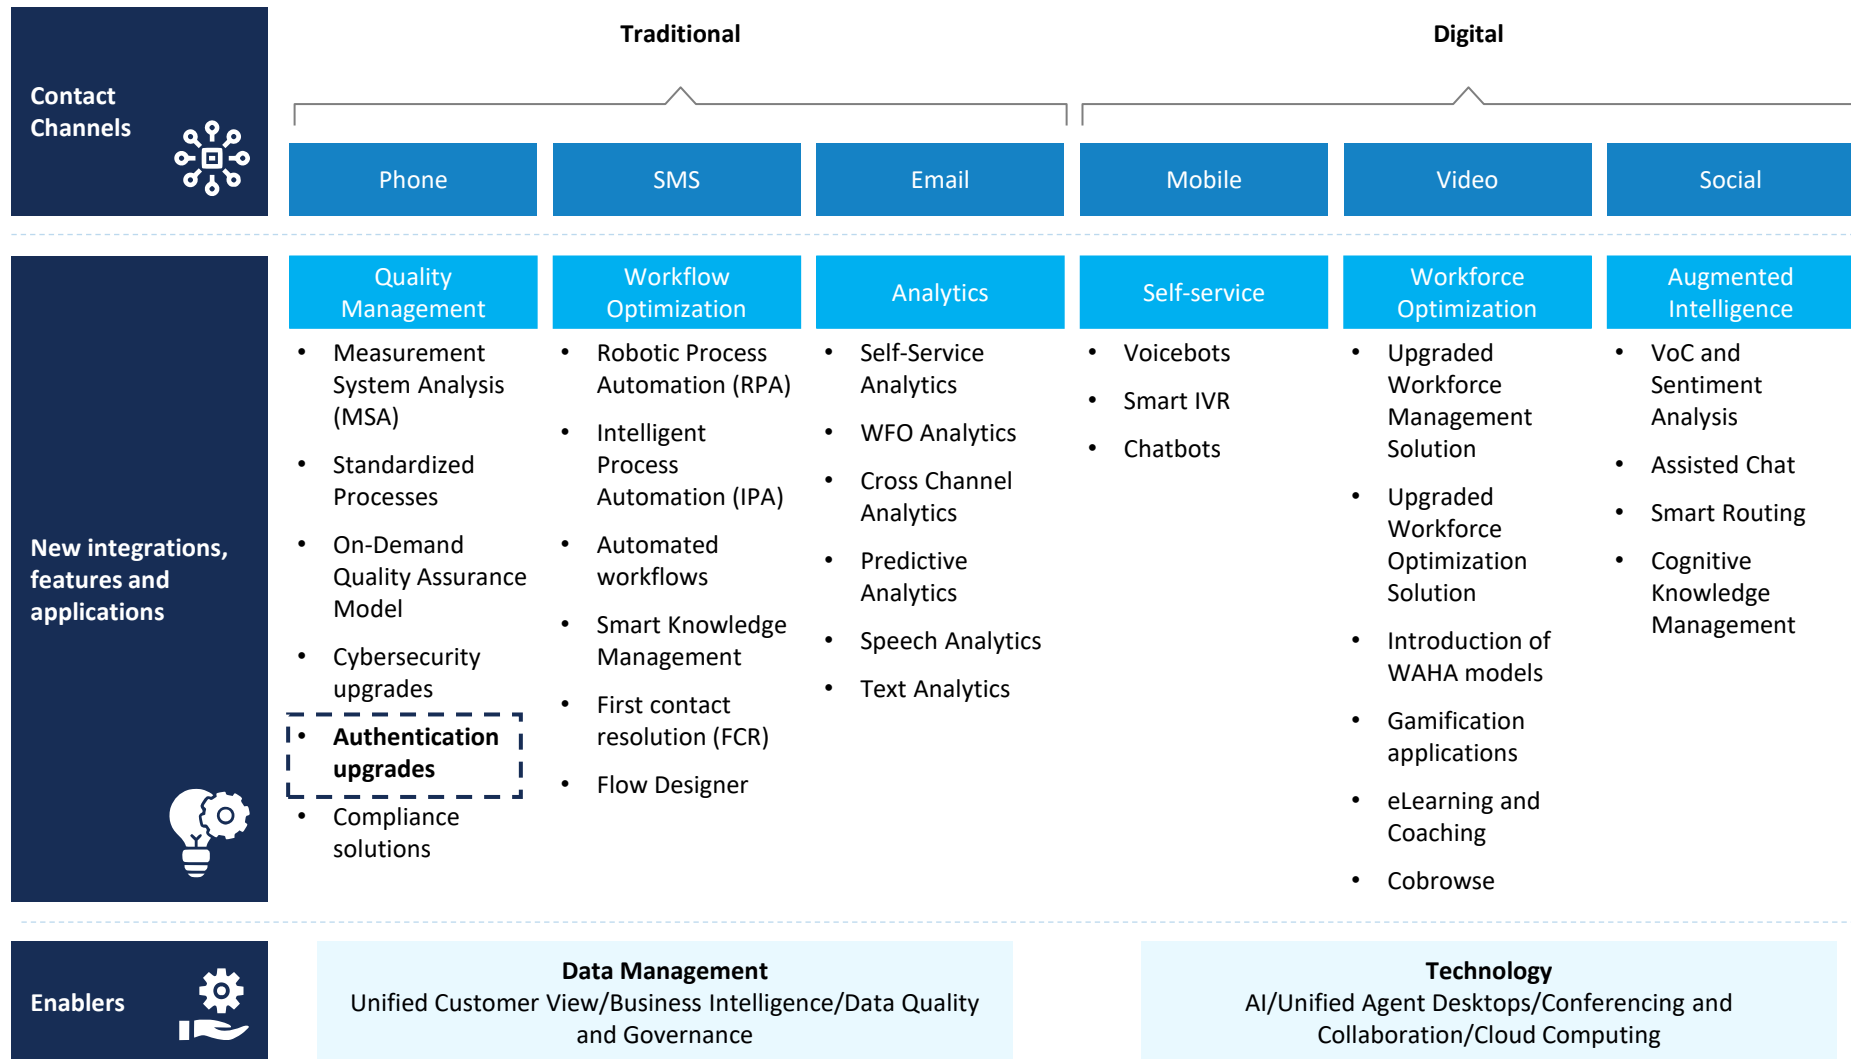 Traditional
Digital
Contact
Channels
Phone
SMS
Email
Mobile
Video
Social
New integrations,
features and
applications
Quality
Management
• Measurement
System Analysis
(MSA)
• Standardized
Processes
• On-Demand
Quality Assurance
Model
• Cybersecurity
upgrades
• Authentication
upgrades
• Compliance
solutions
Workflow
Optimization
• Robotic Process
Automation (RPA)
• Intelligent
Process
Automation (IPA)
• Automated
workflows
• Smart Knowledge
Management
• First contact
resolution (FCR)
• Flow Designer
Analytics
• Self-Service
Analytics
• WFO Analytics
• Cross Channel
Analytics
• Predictive
Analytics
• Speech Analytics
• Text Analytics
Self-service
• Voicebots
• Smart IVR
• Chatbots
Workforce
Optimization
• Upgraded
Workforce
Management
Solution
• Upgraded
Workforce
Optimization
Solution
• Introduction of
WAHA models
• Gamification
applications
• eLearning and
Coaching
• Cobrowse
Augmented
Intelligence
• VoC and
Sentiment
Analysis
• Assisted Chat
• Smart Routing
• Cognitive
Knowledge
Management
Enablers
Data Management
Unified Customer View/Business Intelligence/Data Quality
and Governance
Technology
AI/Unified Agent Desktops/Conferencing and
Collaboration/Cloud Computing